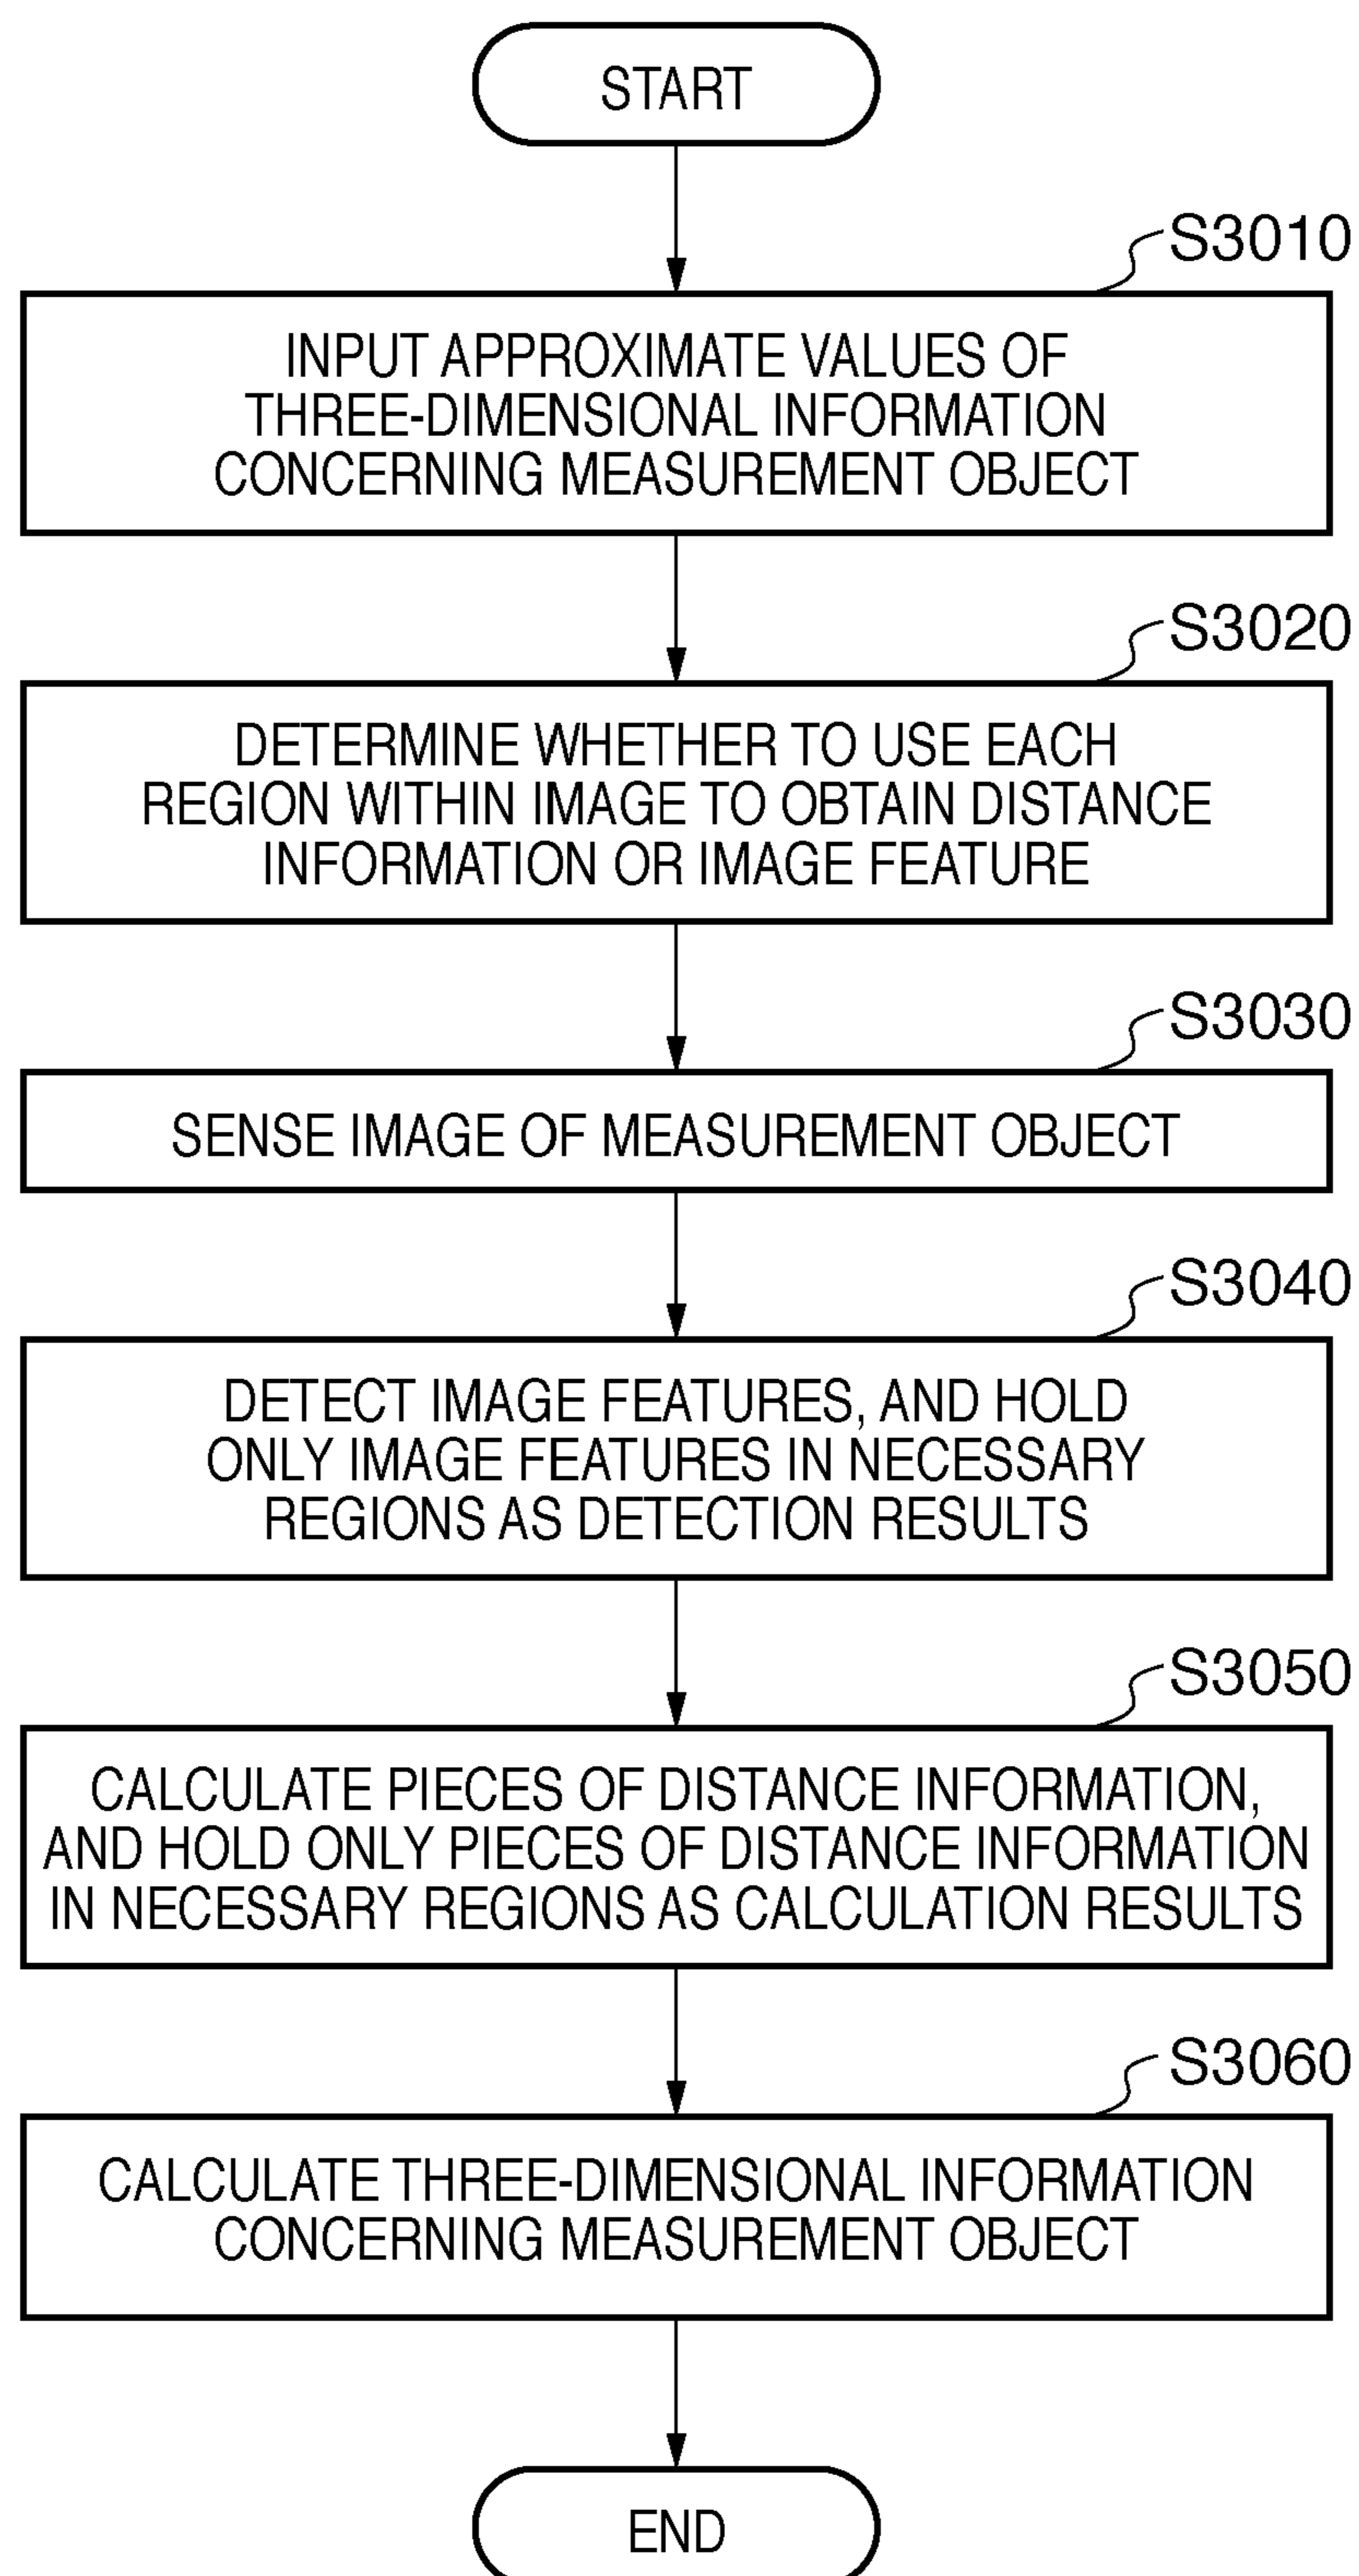 START
S3010
INPUT APPROXIMATE VALUES OF
THREE-DIMENSIONAL INFORMATION
CONCERNING MEASUREMENT OBJECT
S3020
DETERMINE WHETHER TO USE EACH
REGION WITHIN IMAGE TO OBTAIN DISTANCE
INFORMATION OR IMAGE FEATURE
S3030
SENSE IMAGE OF MEASUREMENT OBJECT
S3040
DETECT IMAGE FEATURES, AND HOLD
ONLY IMAGE FEATURES IN NECESSARY
REGIONS AS DETECTION RESULTS
S3050
CALCULATE PIECES OF DISTANCE INFORMATION,
AND HOLD ONLY PIECES OF DISTANCE INFORMATION
IN NECESSARY REGIONS AS CALCULATION RESULTS
S3060
CALCULATE THREE-DIMENSIONAL INFORMATION
CONCERNING MEASUREMENT OBJECT
END